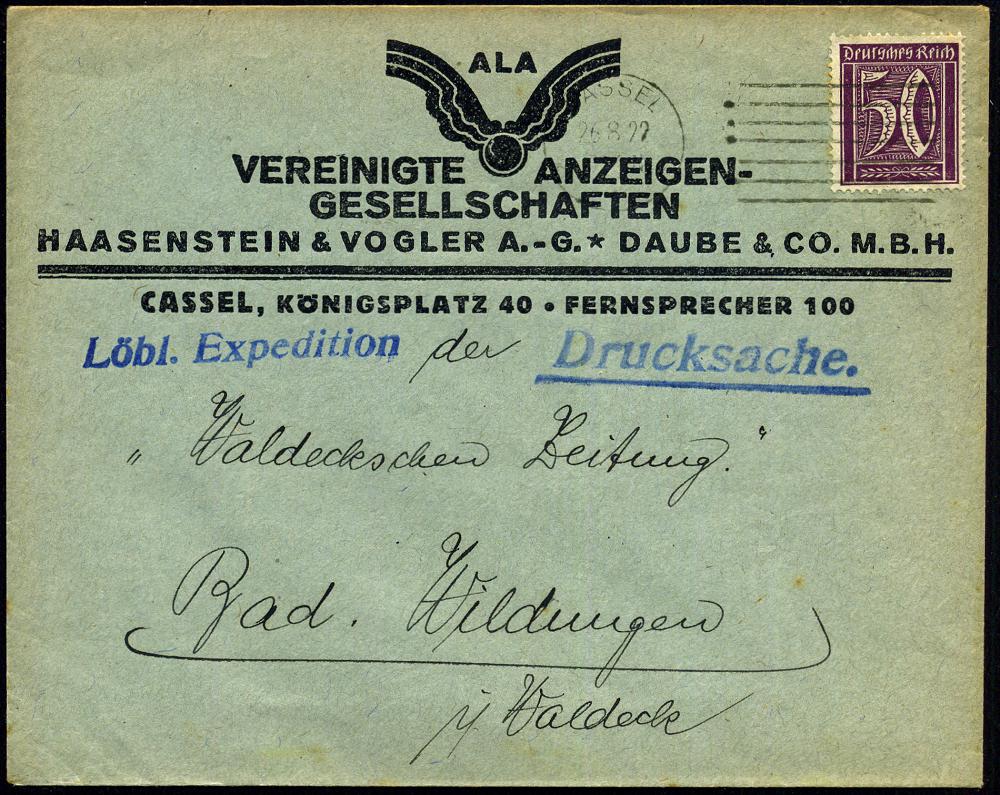 ALA
Deutsches Reich
50
CASSEL
26.8.22
VEREINIGTE ANZEIGEN-
GESELLSCHAFTEN
HAASENSTEIN & VOGLER A.-G.★ DAUBE & CO. M.B.H.
CASSEL, KÖNIGSPLATZ 40 • FERNSPRECHER 100
Löbl. Expedition der Drucksache.
„Waldeckschen Zeitung.“
Bad. Wildungen
i/ Waldeck